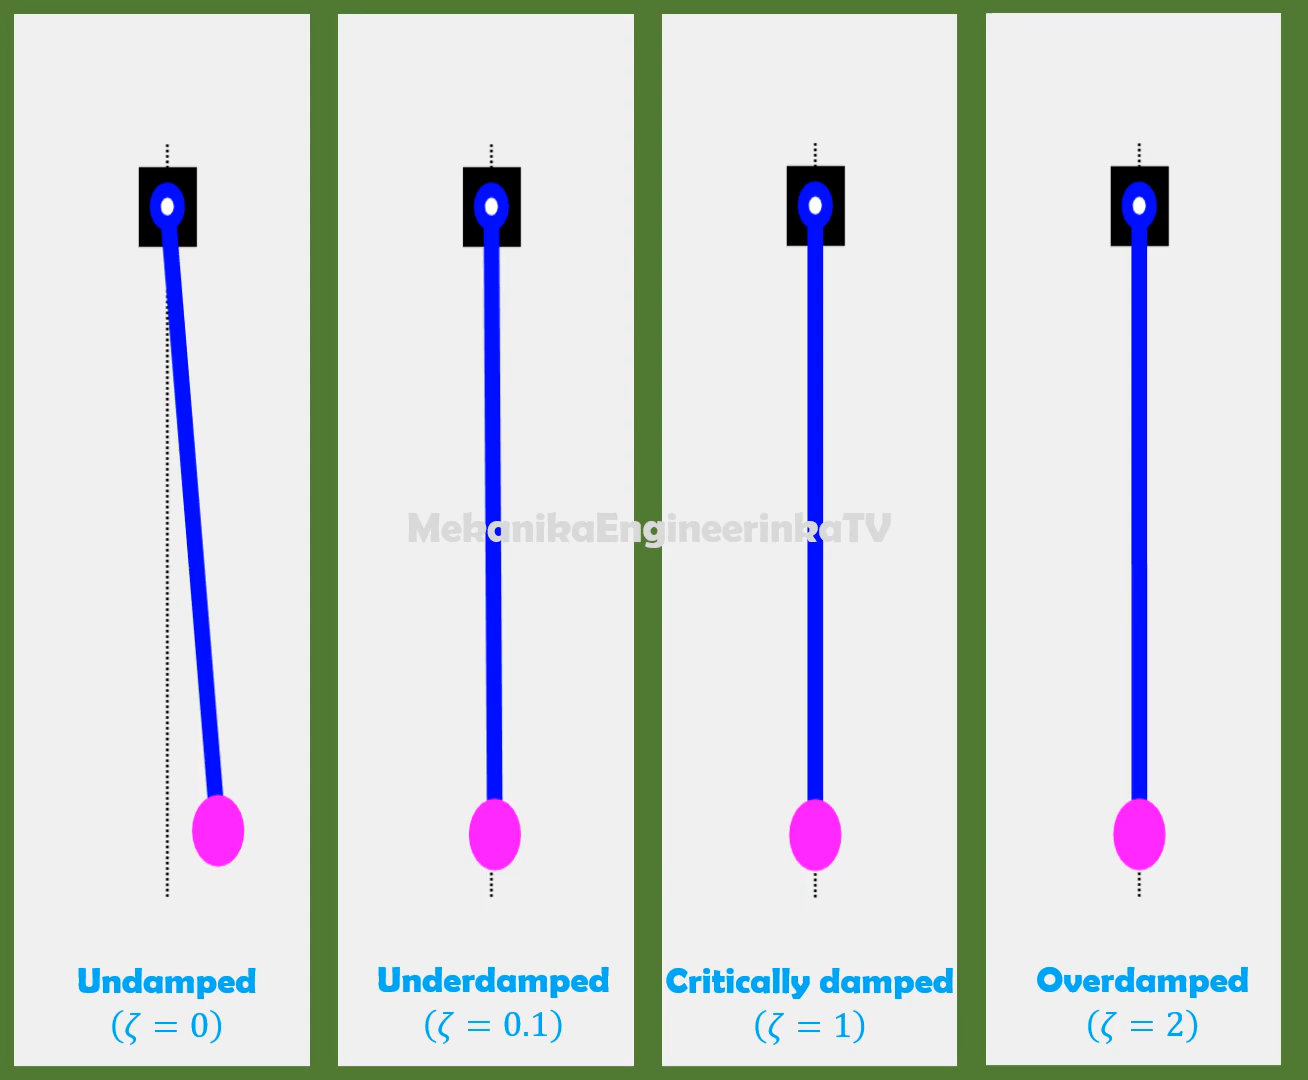 MekanikaEngineerinkaTV
Undamped
(ζ = 0)
Underdamped
(ζ = 0.1)
Critically damped
(ζ = 1)
Overdamped
(ζ = 2)